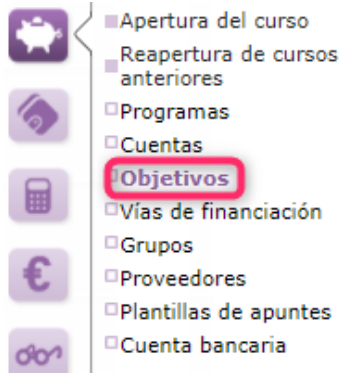 Apertura del curso
Reapertura de cursos
anteriores
Programas
Cuentas
Objetivos
Vías de financiación
Grupos
Proveedores
Plantillas de apuntes
Cuenta bancaria
€